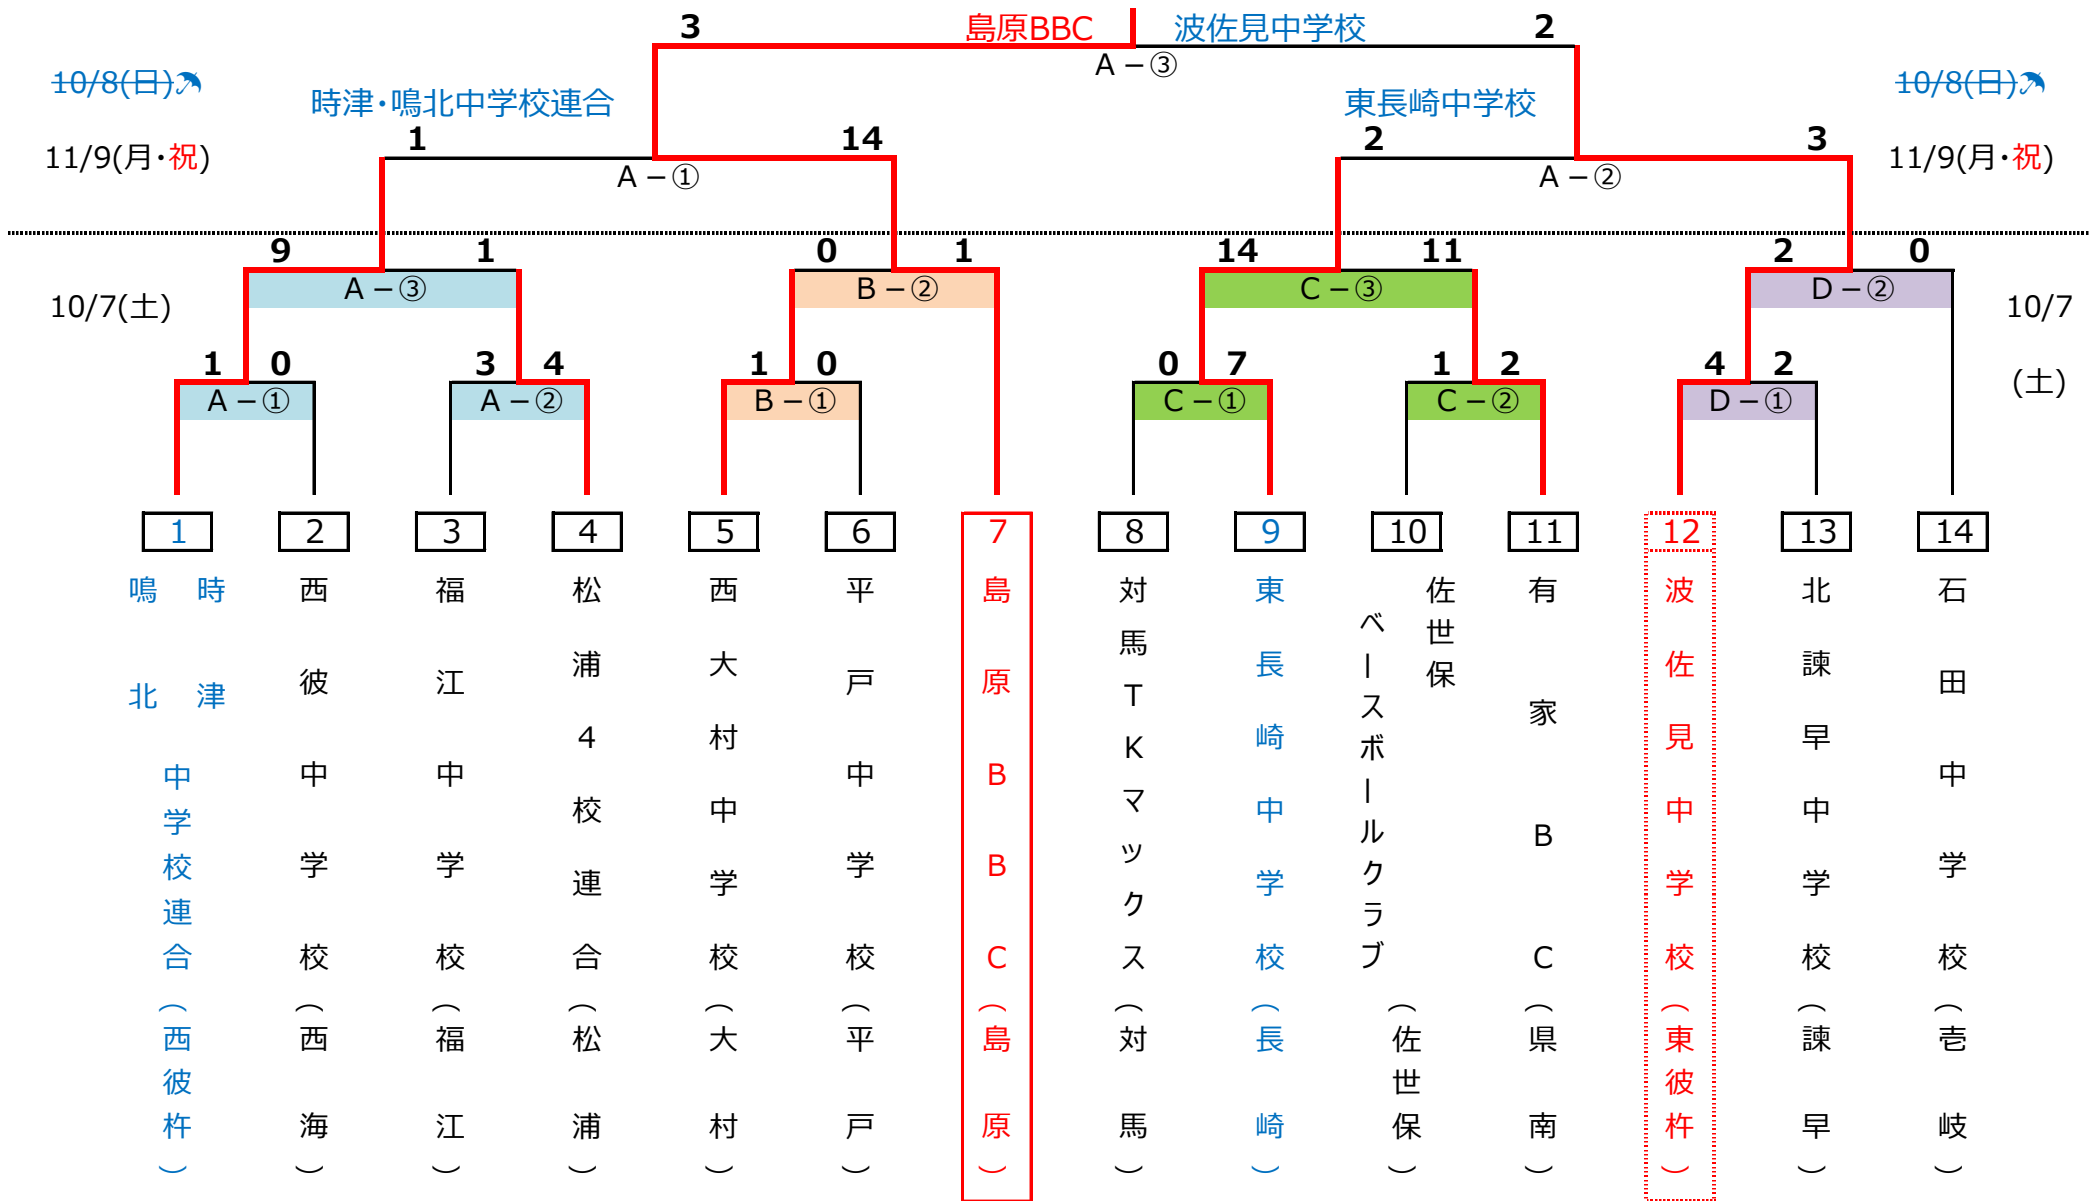 3 島原BBC 波佐見中学校 2
A－③
10/8(日)☂ 10/8(日)☂
時津・鳴北中学校連合 東長崎中学校
1 14 2 3
11/9(月・祝) A－① A－② 11/9(月・祝)
9 1 0 1 14 11 2 0
A－③ B－② C－③ D－②
10/7(土) 10/7
(土)
1 0 3 4 1 0 0 7 1 2 4 2
A－① A－② B－① C－① C－② D－①
1 2 3 4 5 6 7 8 9 10 11 12 13 14
時津
鳴北
中学校連合(西彼杵)
西彼中学校(西海)
福江中学校(福江)
松浦4校連合(松浦)
西大村中学校(大村)
平戸中学校(平戸)
島原BBC(島原)
対馬TKマックス(対馬)
東長崎中学校(長崎)
佐世保
ベースボールクラブ
(佐世保)
有家BC(県南)
波佐見中学校(東彼杵)
北諫早中学校(諫早)
石田中学校(壱岐)